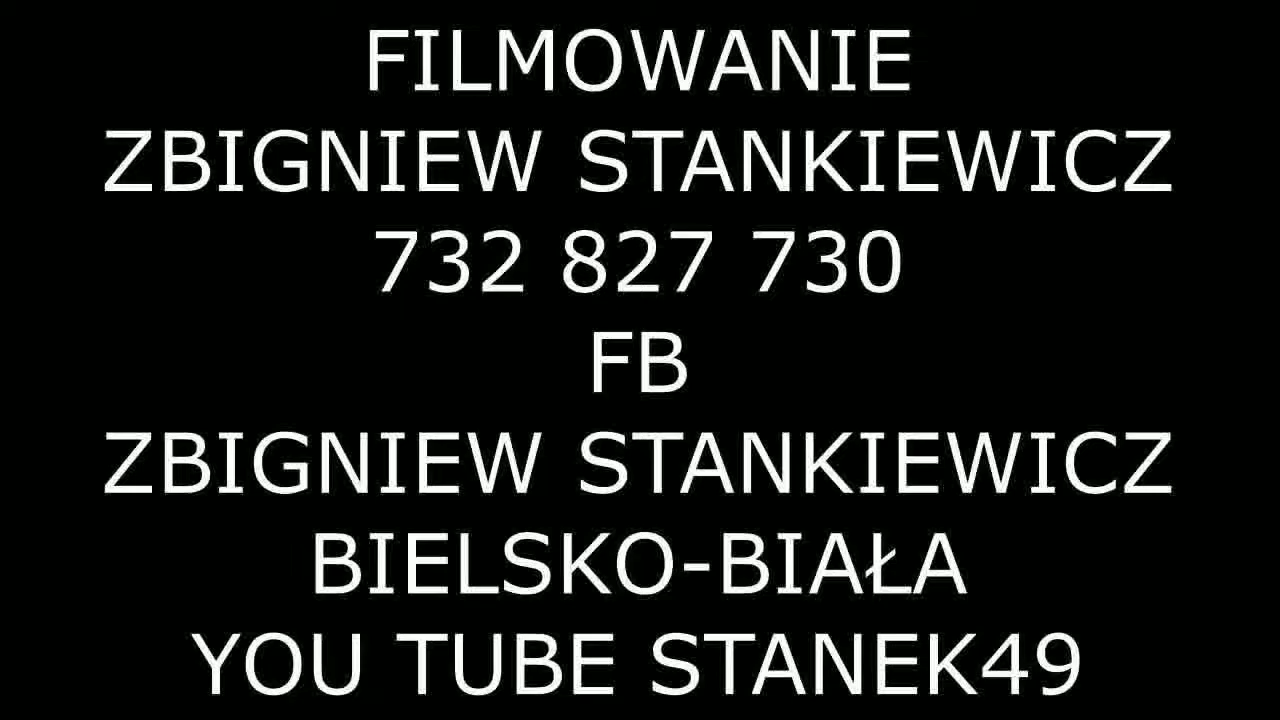 FILMOWANIE
ZBIGNIEW STANKIEWICZ
732 827 730
FB
ZBIGNIEW STANKIEWICZ
BIELSKO-BIAŁA
YOU TUBE STANEK49